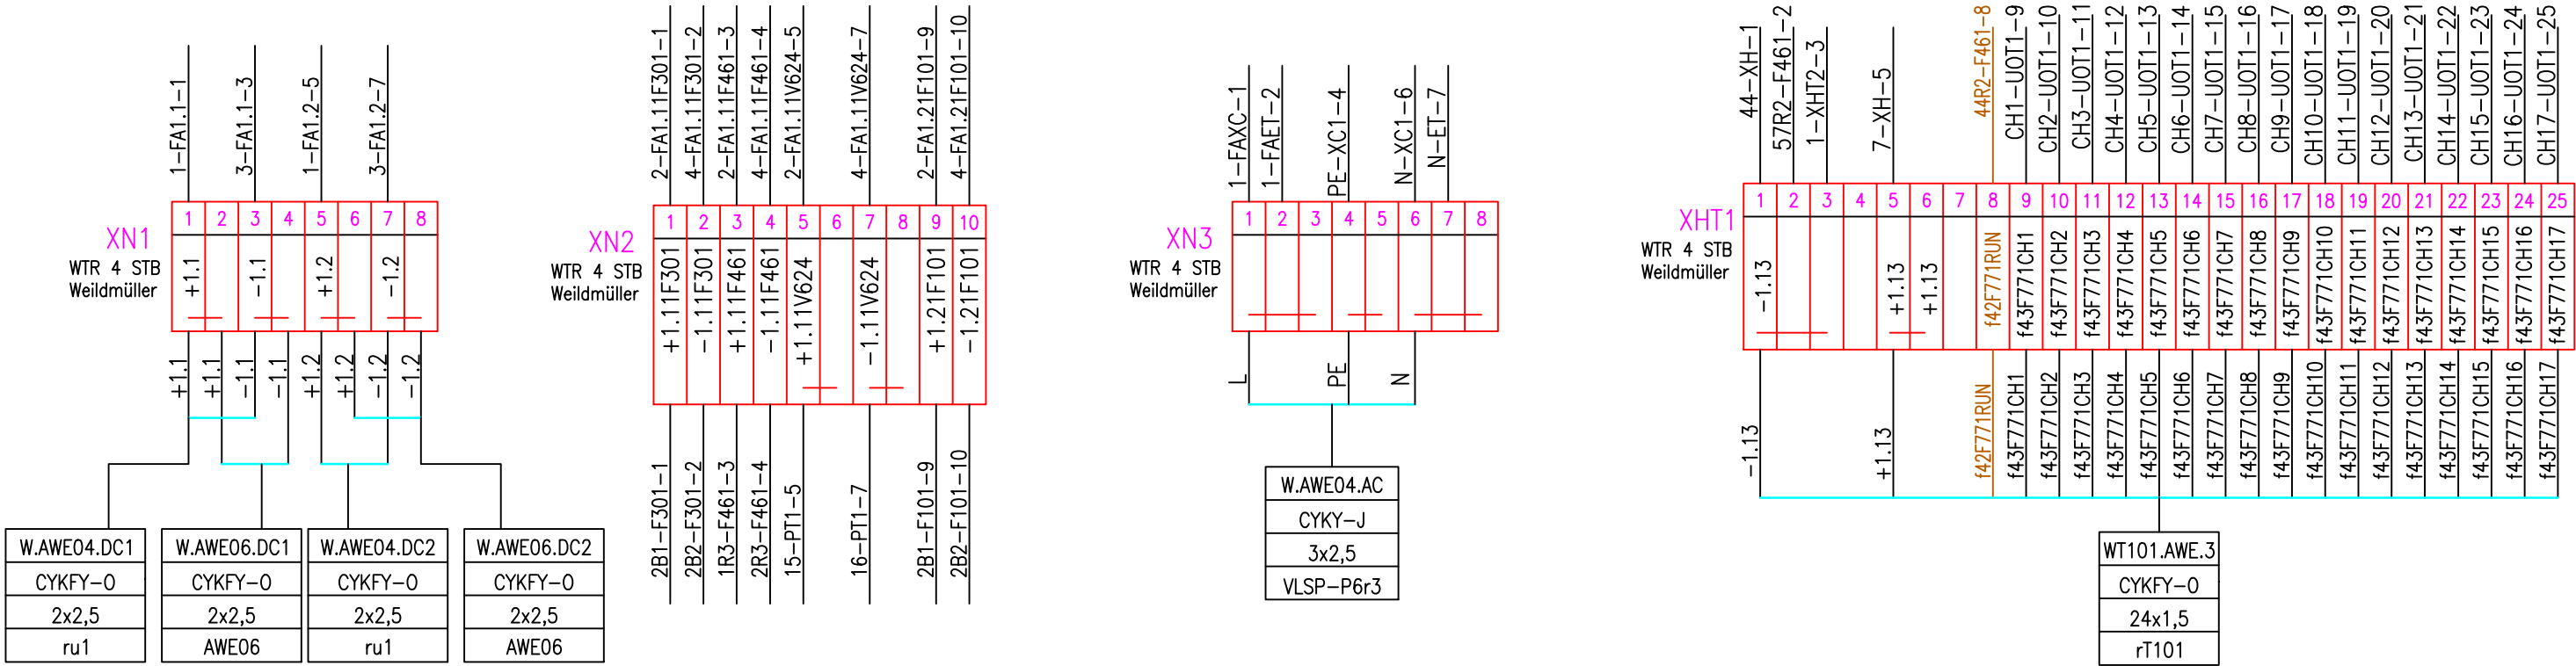 1-FA1.1-1
3-FA1.1-3
1-FA1.2-5
3-FA1.2-7
XN1
WTR 4 STB
Weildmüller
1 2 3 4 5 6 7 8
+1.1
-1.1
+1.2
-1.2
+1.1
+1.1
-1.1
-1.1
+1.2
+1.2
-1.2
-1.2
W.AWE04.DC1
CYKFY-O
2x2,5
ru1
W.AWE06.DC1
CYKFY-O
2x2,5
AWE06
W.AWE04.DC2
CYKFY-O
2x2,5
ru1
W.AWE06.DC2
CYKFY-O
2x2,5
AWE06
2-FA1.11F301-1
4-FA1.11F301-2
2-FA1.11F461-3
4-FA1.11F461-4
2-FA1.11V624-5
4-FA1.11V624-7
2-FA1.21F101-9
4-FA1.21F101-10
XN2
WTR 4 STB
Weildmüller
1 2 3 4 5 6 7 8 9 10
+1.11F301
-1.11F301
+1.11F461
-1.11F461
+1.11V624
-1.11V624
+1.21F101
-1.21F101
2B1-F301-1
2B2-F301-2
1R3-F461-3
2R3-F461-4
15-PT1-5
16-PT1-7
2B1-F101-9
2B2-F101-10
1-FAXC-1
1-FAET-2
PE-XC1-4
N-XC1-6
N-ET-7
XN3
WTR 4 STB
Weildmüller
1 2 3 4 5 6 7 8
L
PE
N
W.AWE04.AC
CYKY-J
3x2,5
VLSP-P6r3
44-XH-1
57R2-F461-2
1-XHT2-3
7-XH-5
44R2-F461-8
CH1-UOT1-9
CH2-UOT1-10
CH3-UOT1-11
CH4-UOT1-12
CH5-UOT1-13
CH6-UOT1-14
CH7-UOT1-15
CH8-UOT1-16
CH9-UOT1-17
CH10-UOT1-18
CH11-UOT1-19
CH12-UOT1-20
CH13-UOT1-21
CH14-UOT1-22
CH15-UOT1-23
CH16-UOT1-24
CH17-UOT1-25
XHT1
WTR 4 STB
Weildmüller
1 2 3 4 5 6 7 8 9 10 11 12 13 14 15 16 17 18 19 20 21 22 23 24 25
-1.13
+1.13
+1.13
f42F771RUN
f43F771CH1
f43F771CH2
f43F771CH3
f43F771CH4
f43F771CH5
f43F771CH6
f43F771CH7
f43F771CH8
f43F771CH9
f43F771CH10
f43F771CH11
f43F771CH12
f43F771CH13
f43F771CH14
f43F771CH15
f43F771CH16
f43F771CH17
-1.13
+1.13
f42F771RUN
f43F771CH1
f43F771CH2
f43F771CH3
f43F771CH4
f43F771CH5
f43F771CH6
f43F771CH7
f43F771CH8
f43F771CH9
f43F771CH10
f43F771CH11
f43F771CH12
f43F771CH13
f43F771CH14
f43F771CH15
f43F771CH16
f43F771CH17
WT101.AWE.3
CYKFY-O
24x1,5
rT101